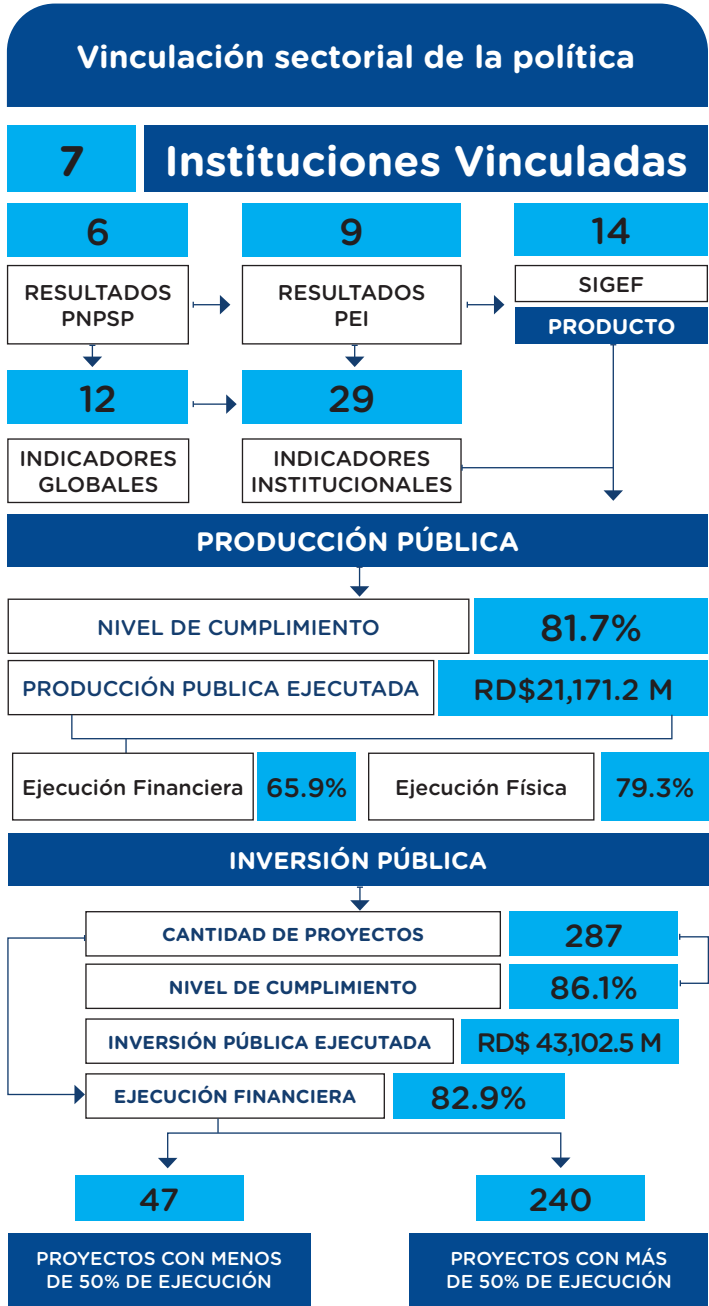 Vinculación sectorial de la política
7 Instituciones Vinculadas
6 9 14
RESULTADOS
PNPSP
RESULTADOS
PEI
SIGEF
PRODUCTO
12 29
INDICADORES
GLOBALES
INDICADORES
INSTITUCIONALES
PRODUCCIÓN PÚBLICA
NIVEL DE CUMPLIMIENTO 81.7%
PRODUCCIÓN PUBLICA EJECUTADA RD$21,171.2 M
Ejecución Financiera 65.9% Ejecución Física 79.3%
INVERSIÓN PÚBLICA
CANTIDAD DE PROYECTOS 287
NIVEL DE CUMPLIMIENTO 86.1%
INVERSIÓN PÚBLICA EJECUTADA RD$ 43,102.5 M
EJECUCIÓN FINANCIERA 82.9%
47 240
PROYECTOS CON MENOS
DE 50% DE EJECUCIÓN
PROYECTOS CON MÁS
DE 50% DE EJECUCIÓN